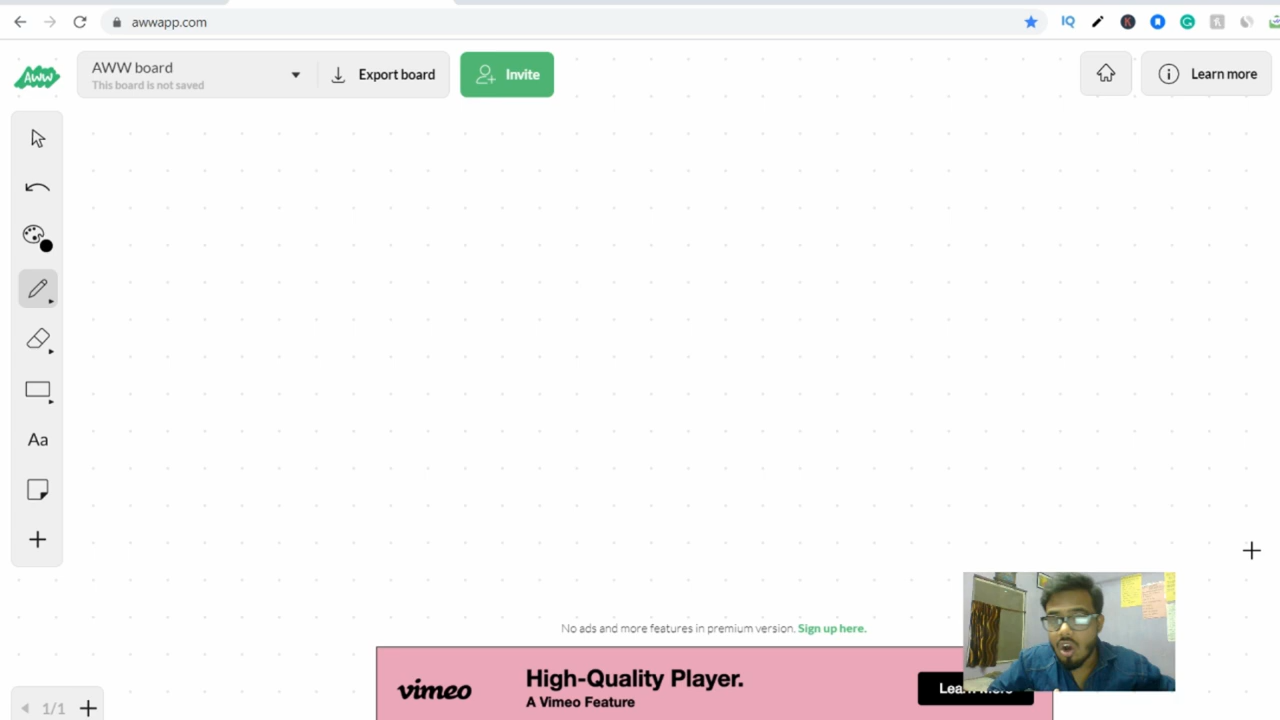 awwapp.com
IQ
AWW
AWW board
This board is not saved
Export board
Invite
Learn more
Aa
No ads and more features in premium version. Sign up here.
vimeo
High-Quality Player.
A Vimeo Feature
1/1